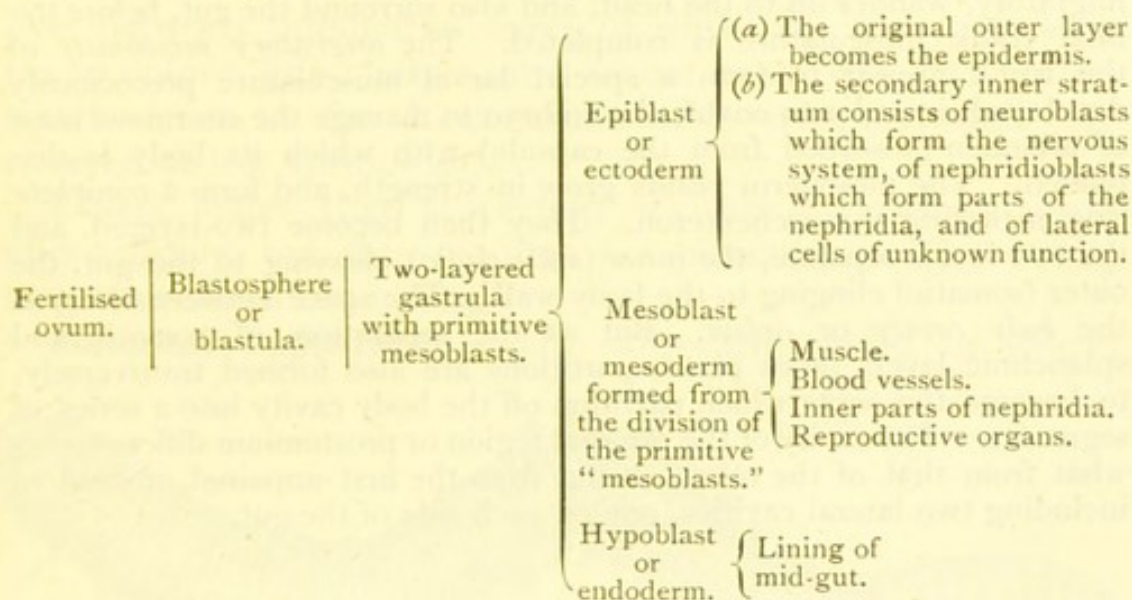 Fertilised
ovum.
Blastosphere
or
blastula.
Two-layered
gastrula
with primitive
mesoblasts.
Epiblast
or
ectoderm
(a) The original outer layer
becomes the epidermis.
(b) The secondary inner strat-
um consists of neuroblasts
which form the nervous
system, of nephridioblasts
which form parts of the
nephridia, and of lateral
cells of unknown function.
Mesoblast
or
mesoderm
formed from
the division of
the primitive
“mesoblasts.”
Muscle.
Blood vessels.
Inner parts of nephridia.
Reproductive organs.
Hypoblast
or
endoderm.
Lining of
mid-gut.